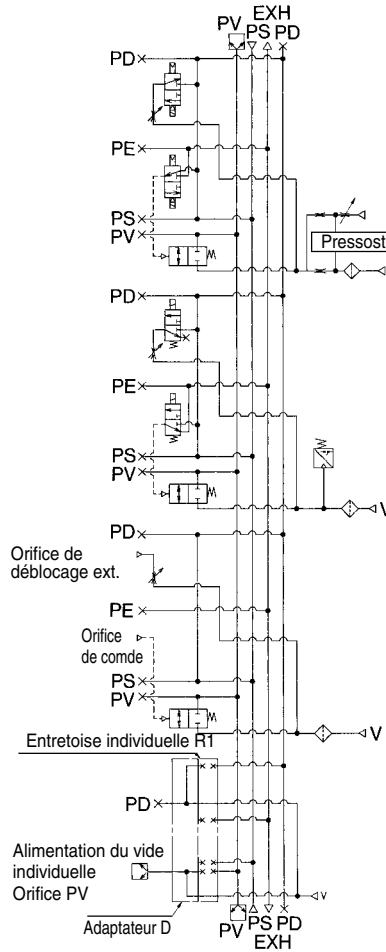 EXH
PV PS PD
PD
PE
PS
PV
Pressost
PD
PE
PS
PV
V
PD
Orifice de
déblocage ext.
PE
Orifice
de comde
PS
PV
V
Entretoise individuelle R1
PD
Alimentation du vide
individuelle
Orifice PV
V
Adaptateur D
PV PS PD
EXH